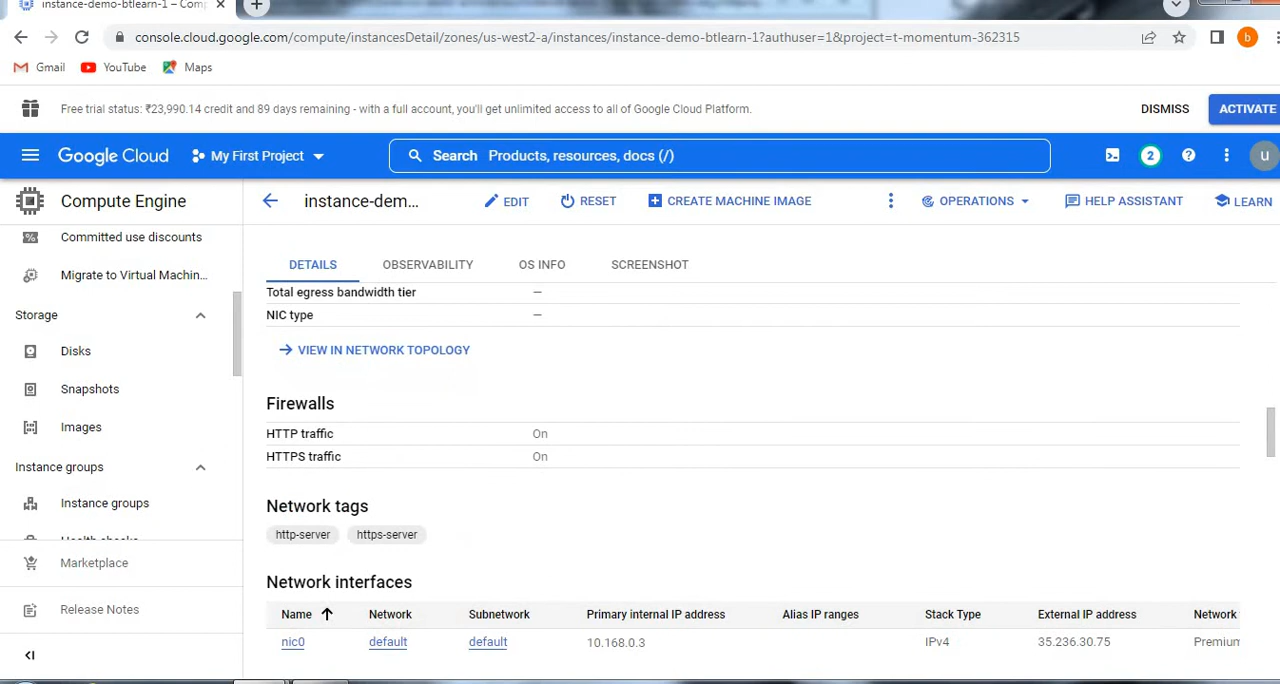 instance-demo-btlearn-1 – Comp
console.cloud.google.com/compute/instancesDetail/zones/us-west2-a/instances/instance-demo-btlearn-1?authuser=1&project=t-momentum-362315
b
Gmail YouTube Maps
Free trial status: ₹23,990.14 credit and 89 days remaining - with a full account, you'll get unlimited access to all of Google Cloud Platform. DISMISS ACTIVATE
Google Cloud My First Project Search Products, resources, docs (/) 2 u
Compute Engine instance-dem... EDIT RESET CREATE MACHINE IMAGE OPERATIONS HELP ASSISTANT LEARN
Committed use discounts
Migrate to Virtual Machin...
Storage
Disks
Snapshots
Images
Instance groups
Instance groups
Health checks
Marketplace
Release Notes
DETAILS OBSERVABILITY OS INFO SCREENSHOT
Total egress bandwidth tier —
NIC type —
VIEW IN NETWORK TOPOLOGY
Firewalls
HTTP traffic On
HTTPS traffic On
Network tags
http-server https-server
Network interfaces
Name Network Subnetwork Primary internal IP address Alias IP ranges Stack Type External IP address Network
nic0 default default 10.168.0.3 IPv4 35.236.30.75 Premium